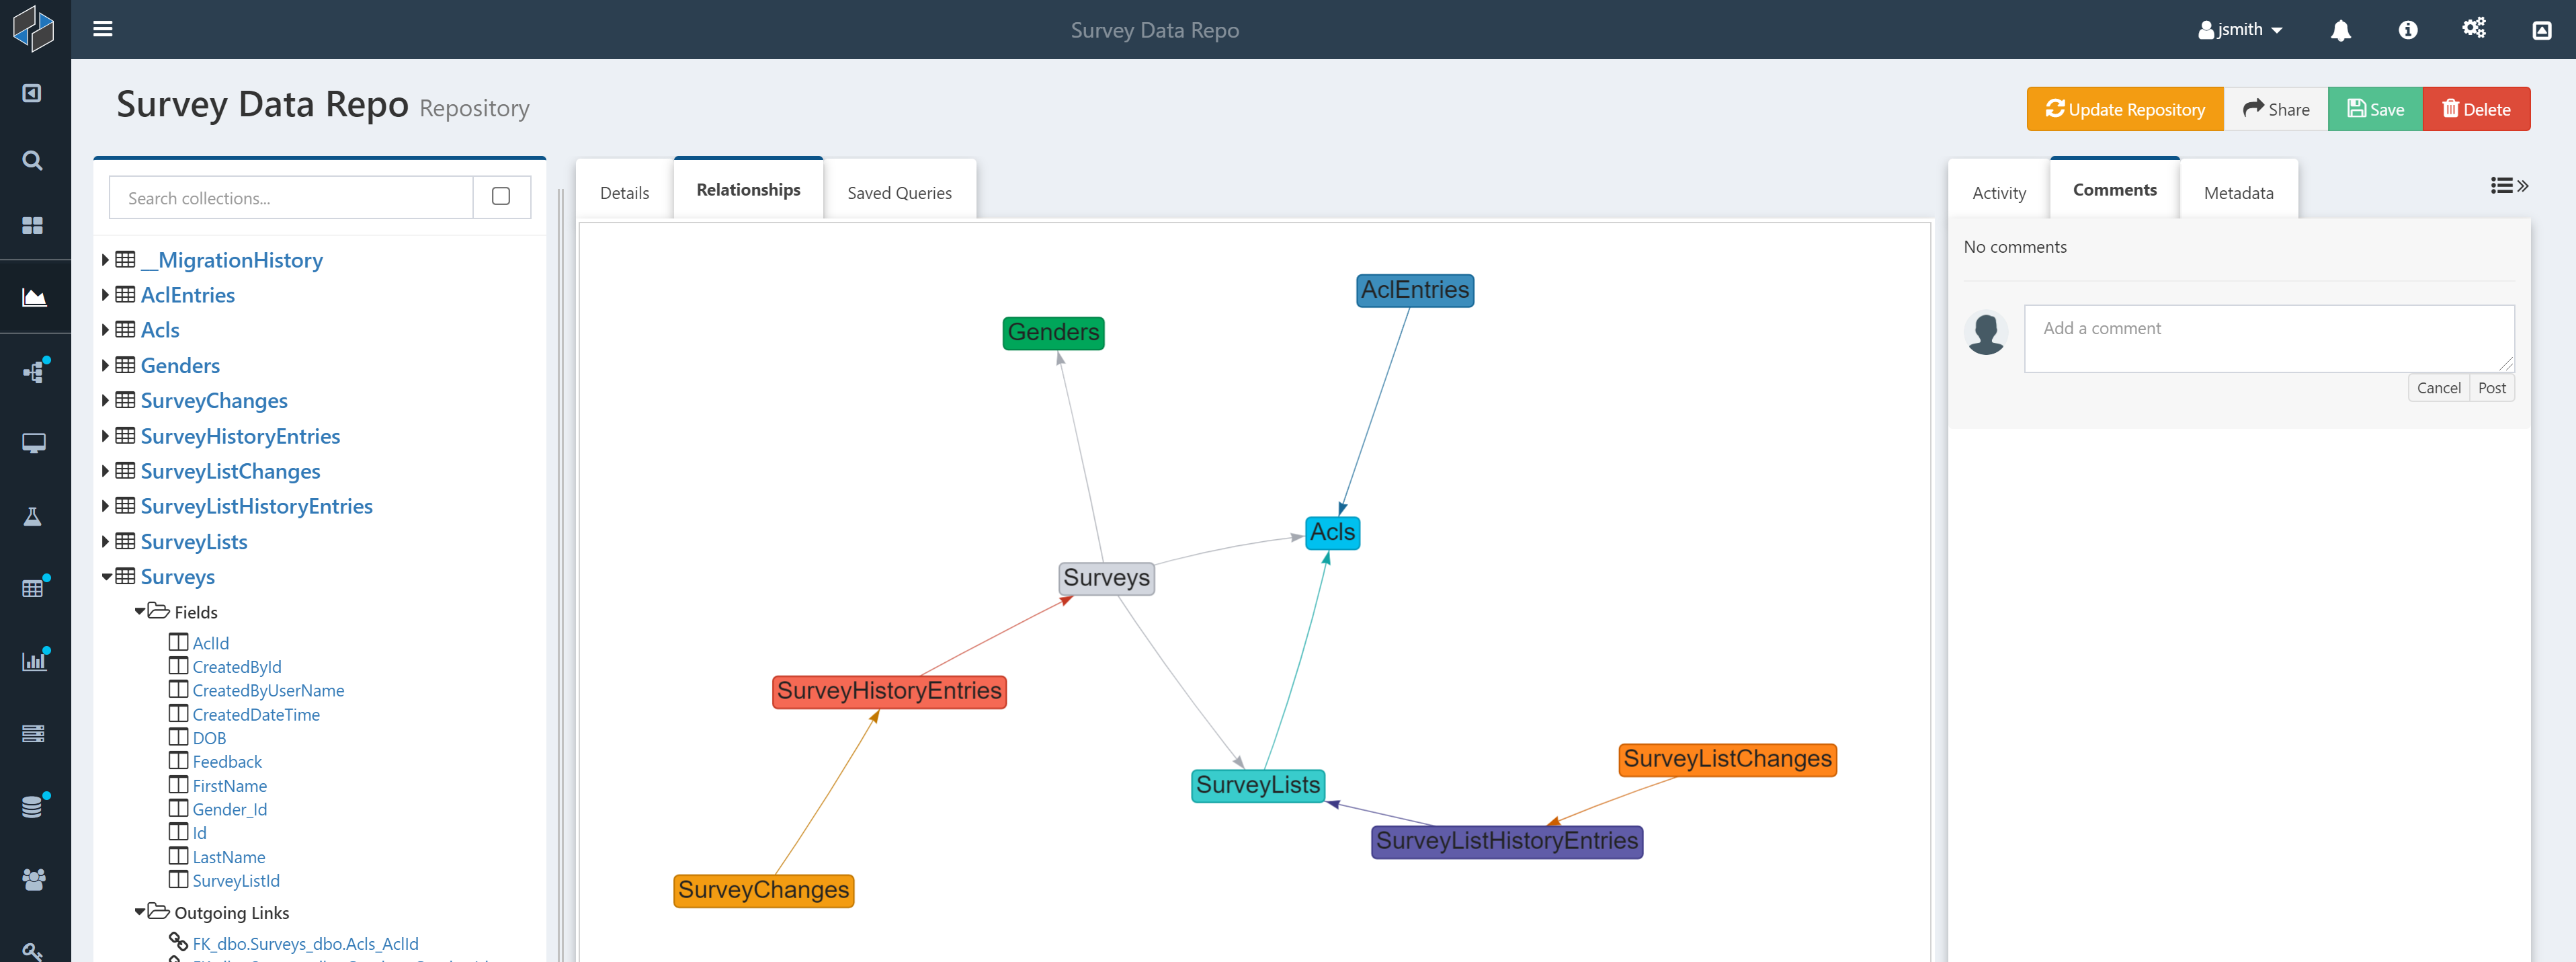 Survey Data Repo
jsmith
Survey Data Repo Repository
Update Repository
Share
Save
Delete
Search collections...
__MigrationHistory
AclEntries
Acls
Genders
SurveyChanges
SurveyHistoryEntries
SurveyListChanges
SurveyListHistoryEntries
SurveyLists
Surveys
Fields
AclId
CreatedById
CreatedByUserName
CreatedDateTime
DOB
Feedback
FirstName
Gender_Id
Id
LastName
SurveyListId
Outgoing Links
FK_dbo.Surveys_dbo.Acls_AclId
Details
Relationships
Saved Queries
AclEntries
Genders
Acls
Surveys
SurveyHistoryEntries
SurveyListChanges
SurveyLists
SurveyListHistoryEntries
SurveyChanges
Activity
Comments
Metadata
No comments
Add a comment
Cancel
Post